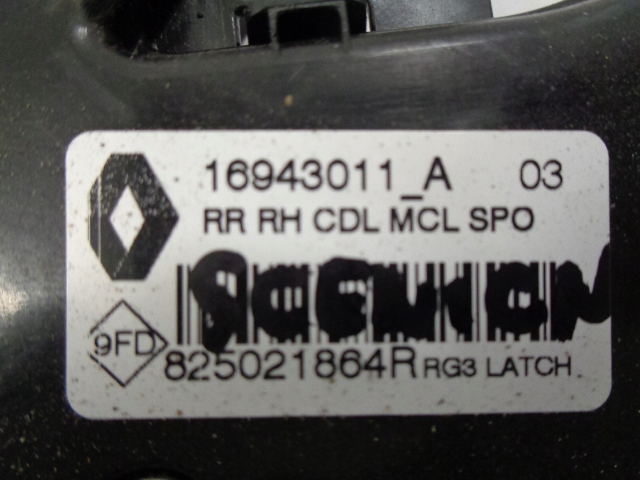 16943011_A 03
RR RH CDL MCL SPO
9FD
825021864R RG3 LATCH